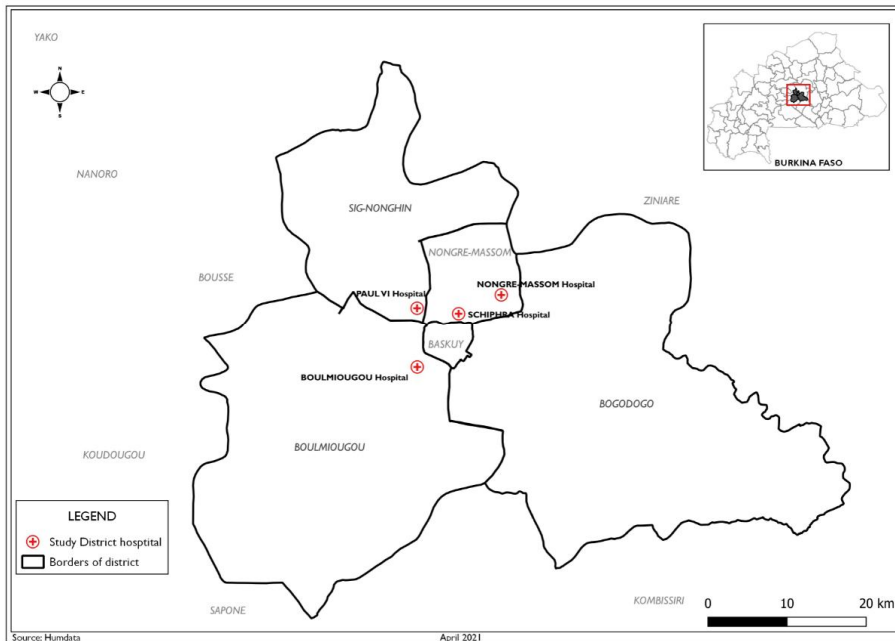 YAKO
N
W E
S
NANORO
SIG-NONGHIN
ZINIARE
BURKINA FASO
NONGRE-MASSOM
BOUSSE
NONGRE-MASSOM Hospital
PAUL VI Hospital
SCHIPHRA Hospital
BASKUY
BOULMIOUGOU Hospital
BOGODOGO
BOULMIOUGOU
KOUDOUGOU
LEGEND
Study District hosptital
Borders of district
SAPONE
KOMBISSIRI
0 10 20 km
Source: Humdata
April 2021